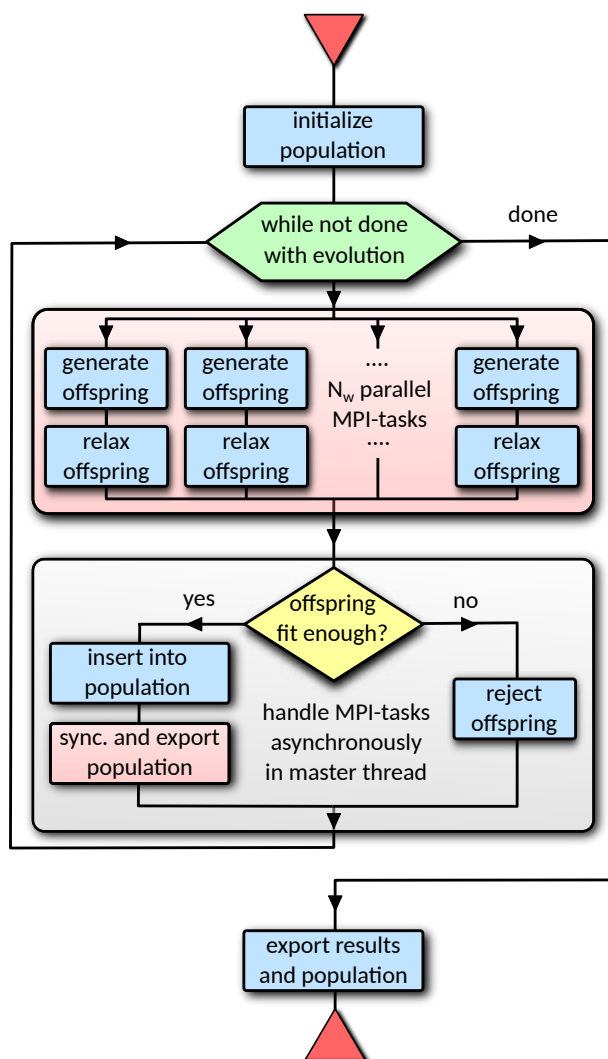 initialize
population
while not done
with evolution
done
generate
offspring
relax
offspring
generate
offspring
relax
offspring
....
Nw parallel
MPI-tasks
....
generate
offspring
relax
offspring
offspring
fit enough?
yes
no
insert into
population
sync. and export
population
handle MPI-tasks
asynchronously
in master thread
reject
offspring
export results
and population